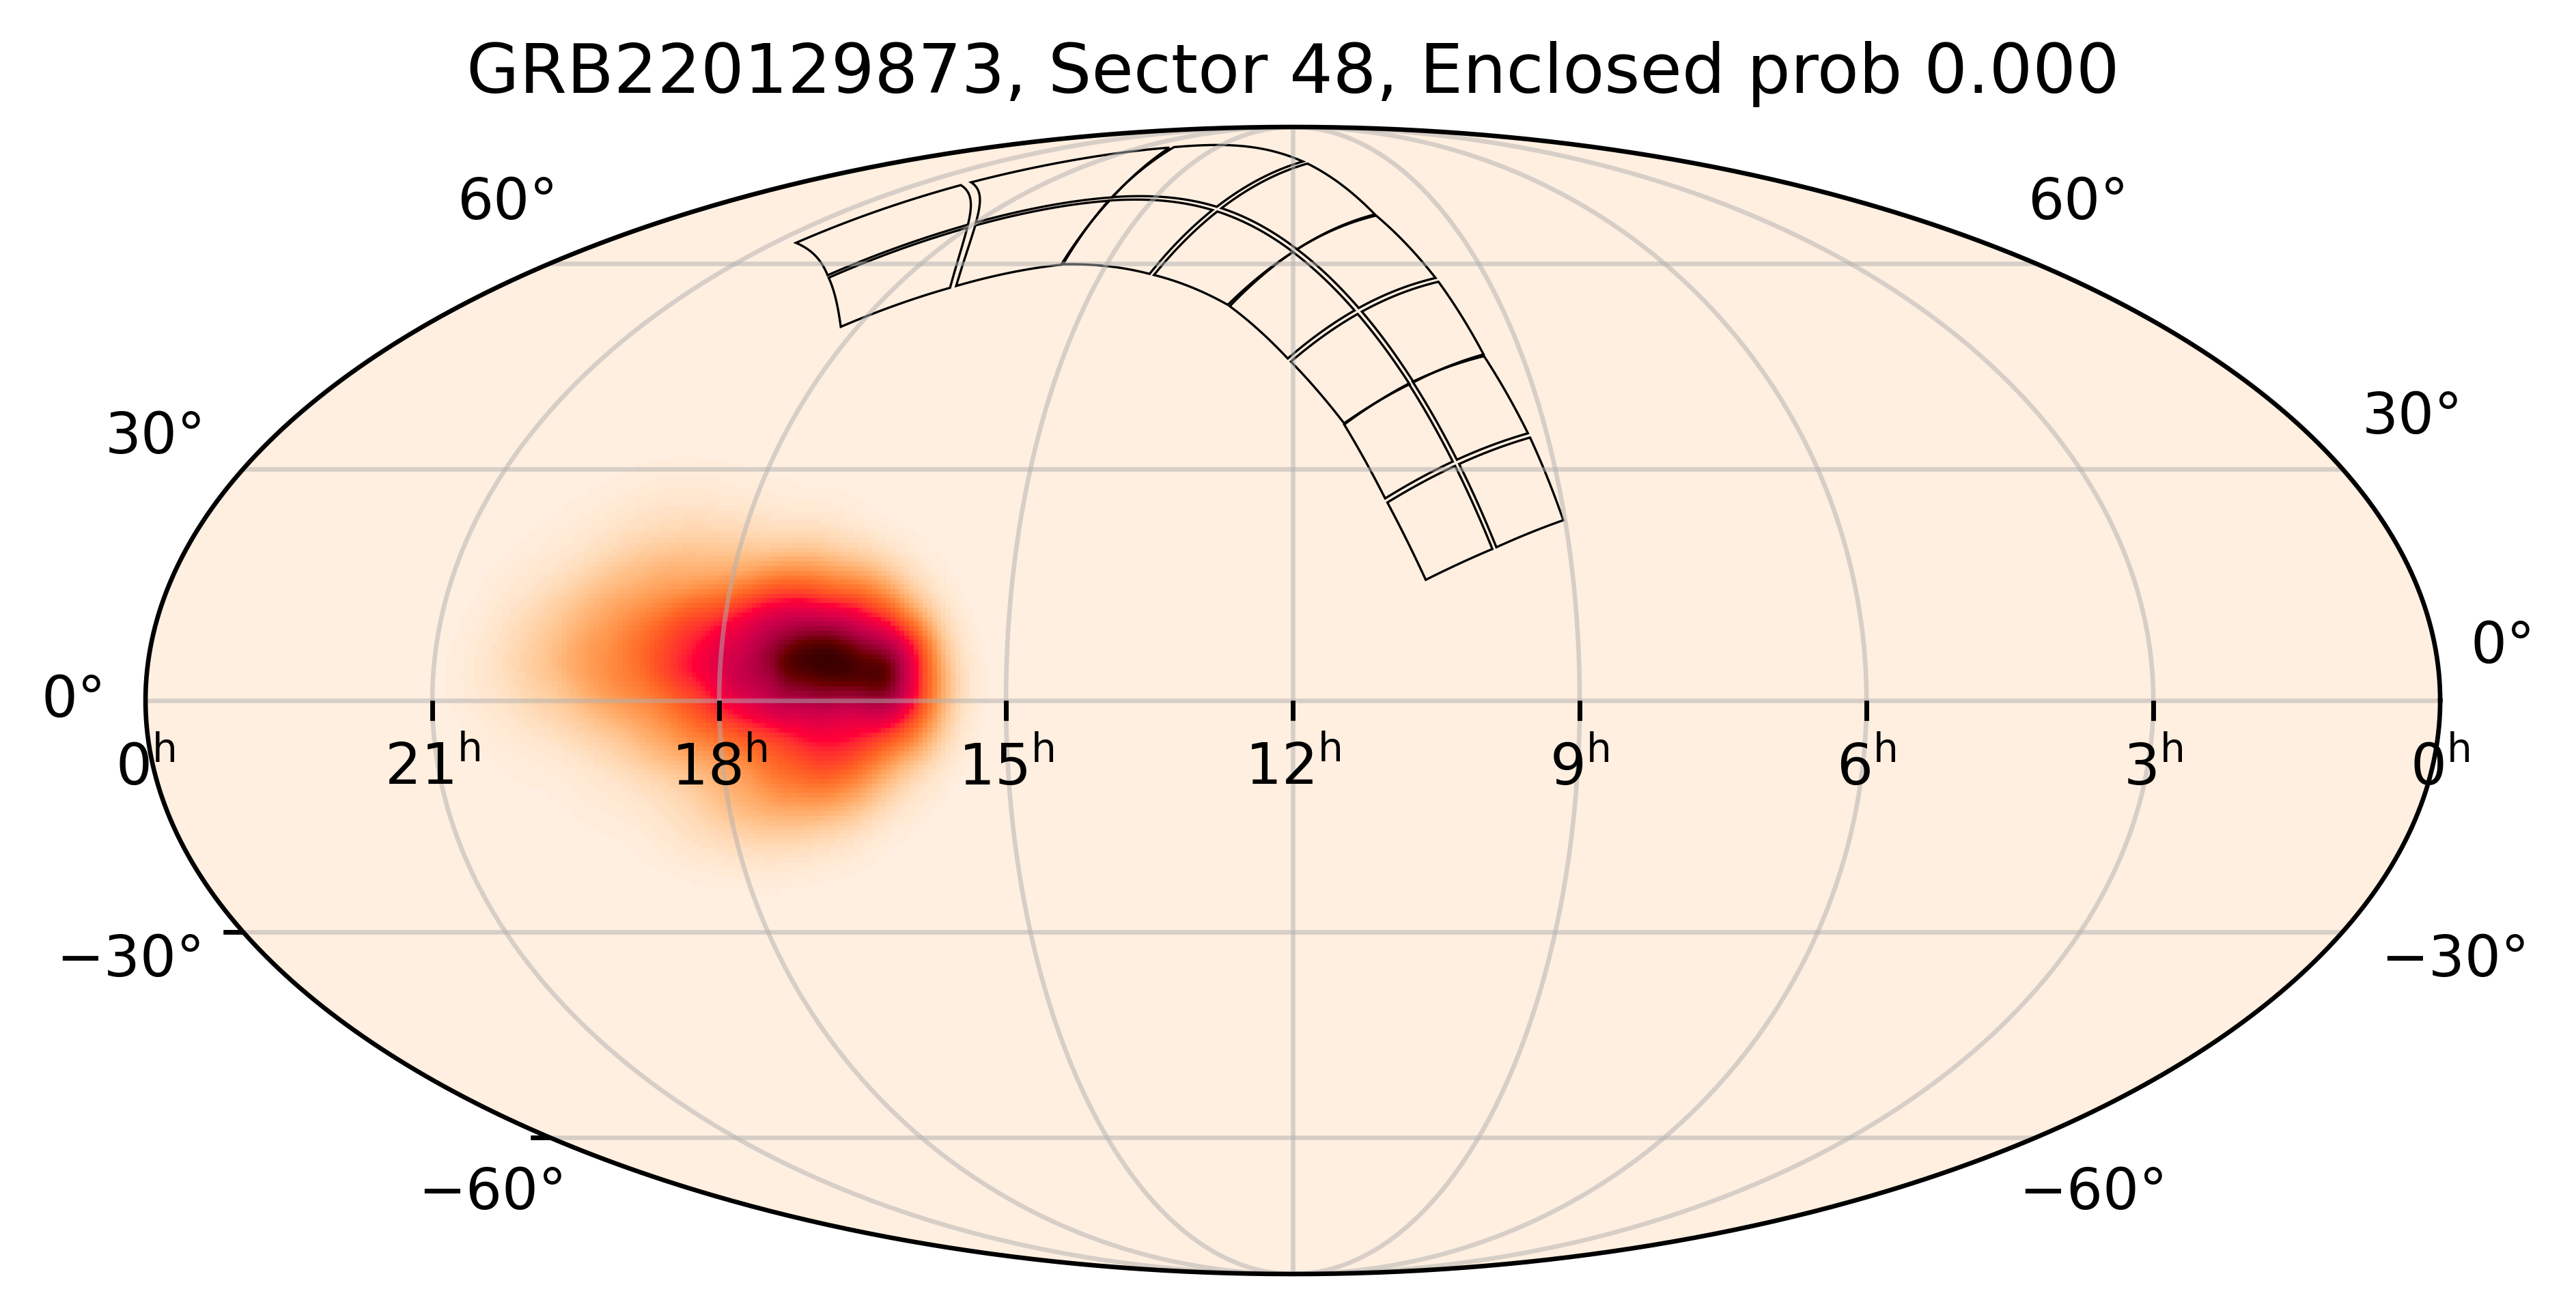 GRB220129873, Sector 48, Enclosed prob 0.000
60° 60°
30° 30°
0° 0°
0h 21h 18h 15h 12h 9h 6h 3h 0h
−30° −30°
−60° −60°